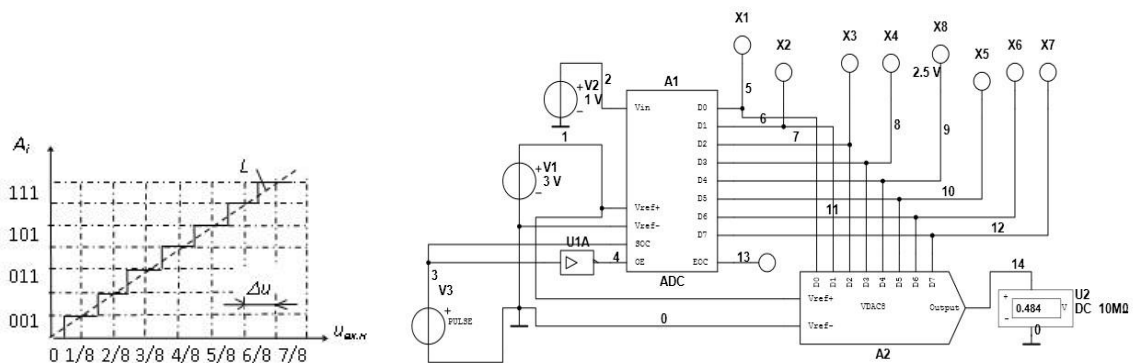 A_i
L
111
101
011
001
Δu
0 1/8 2/8 3/8 4/8 5/8 6/8 7/8
u_вх.н
X1
X2
X3
X4
X8
2.5 V
X5
X6
X7
V2
1 V
2
A1
5
6
7
8
9
10
11
12
1
V1
3 V
Vin
Vref+
Vref-
SOC
OE
D0
D1
D2
D3
D4
D5
D6
D7
EOC
13
ADC
U1A
4
3
V3
PULSE
0
D0 D1 D2 D3 D4 D5 D6 D7
Vref+
VDAC8
Output
Vref-
A2
14
U2
0.484 V
DC 10MΩ
0